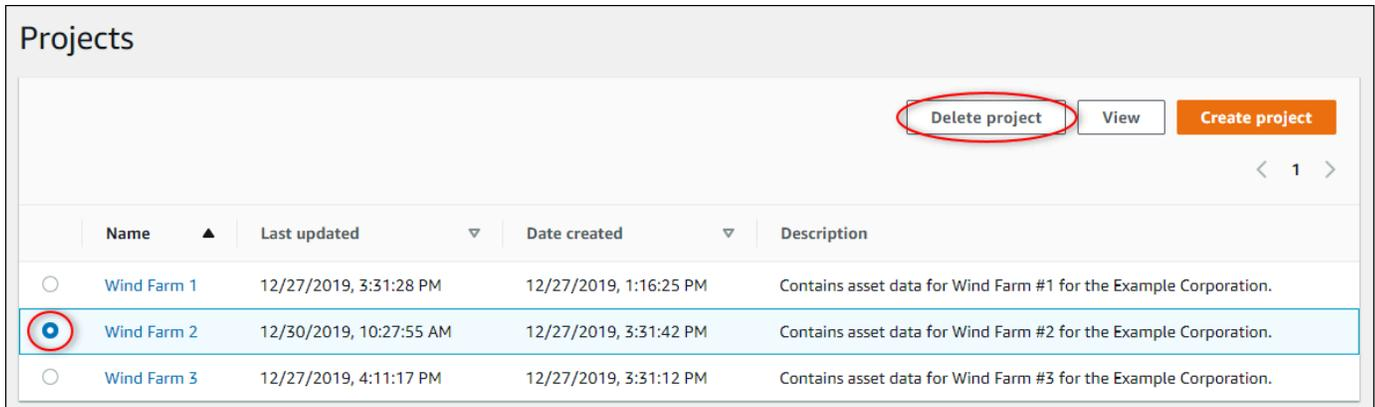 Projects
Delete project View Create project
1
Name Last updated Date created Description
Wind Farm 1 12/27/2019, 3:31:28 PM 12/27/2019, 1:16:25 PM Contains asset data for Wind Farm #1 for the Example Corporation.
Wind Farm 2 12/30/2019, 10:27:55 AM 12/27/2019, 3:31:42 PM Contains asset data for Wind Farm #2 for the Example Corporation.
Wind Farm 3 12/27/2019, 4:11:17 PM 12/27/2019, 3:31:12 PM Contains asset data for Wind Farm #3 for the Example Corporation.